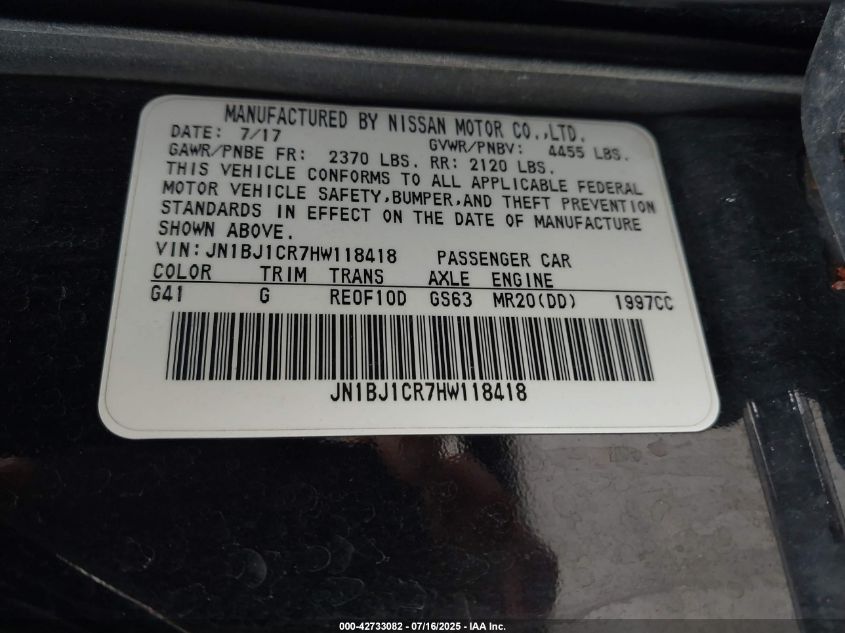 MANUFACTURED BY NISSAN MOTOR CO.,LTD.
DATE: 7/17 GVWR/PNBV: 4455 LBS.
GAWR/PNBE FR: 2370 LBS. RR: 2120 LBS.
THIS VEHICLE CONFORMS TO ALL APPLICABLE FEDERAL
MOTOR VEHICLE SAFETY,BUMPER,AND THEFT PREVENTION
STANDARDS IN EFFECT ON THE DATE OF MANUFACTURE
SHOWN ABOVE.
VIN:JN1BJ1CR7HW118418 PASSENGER CAR
COLOR TRIM TRANS AXLE ENGINE
G41 G RE0F10D GS63 MR20(DD) 1997CC
JN1BJ1CR7HW118418
000-42733082 - 07/16/2025 - IAA Inc.